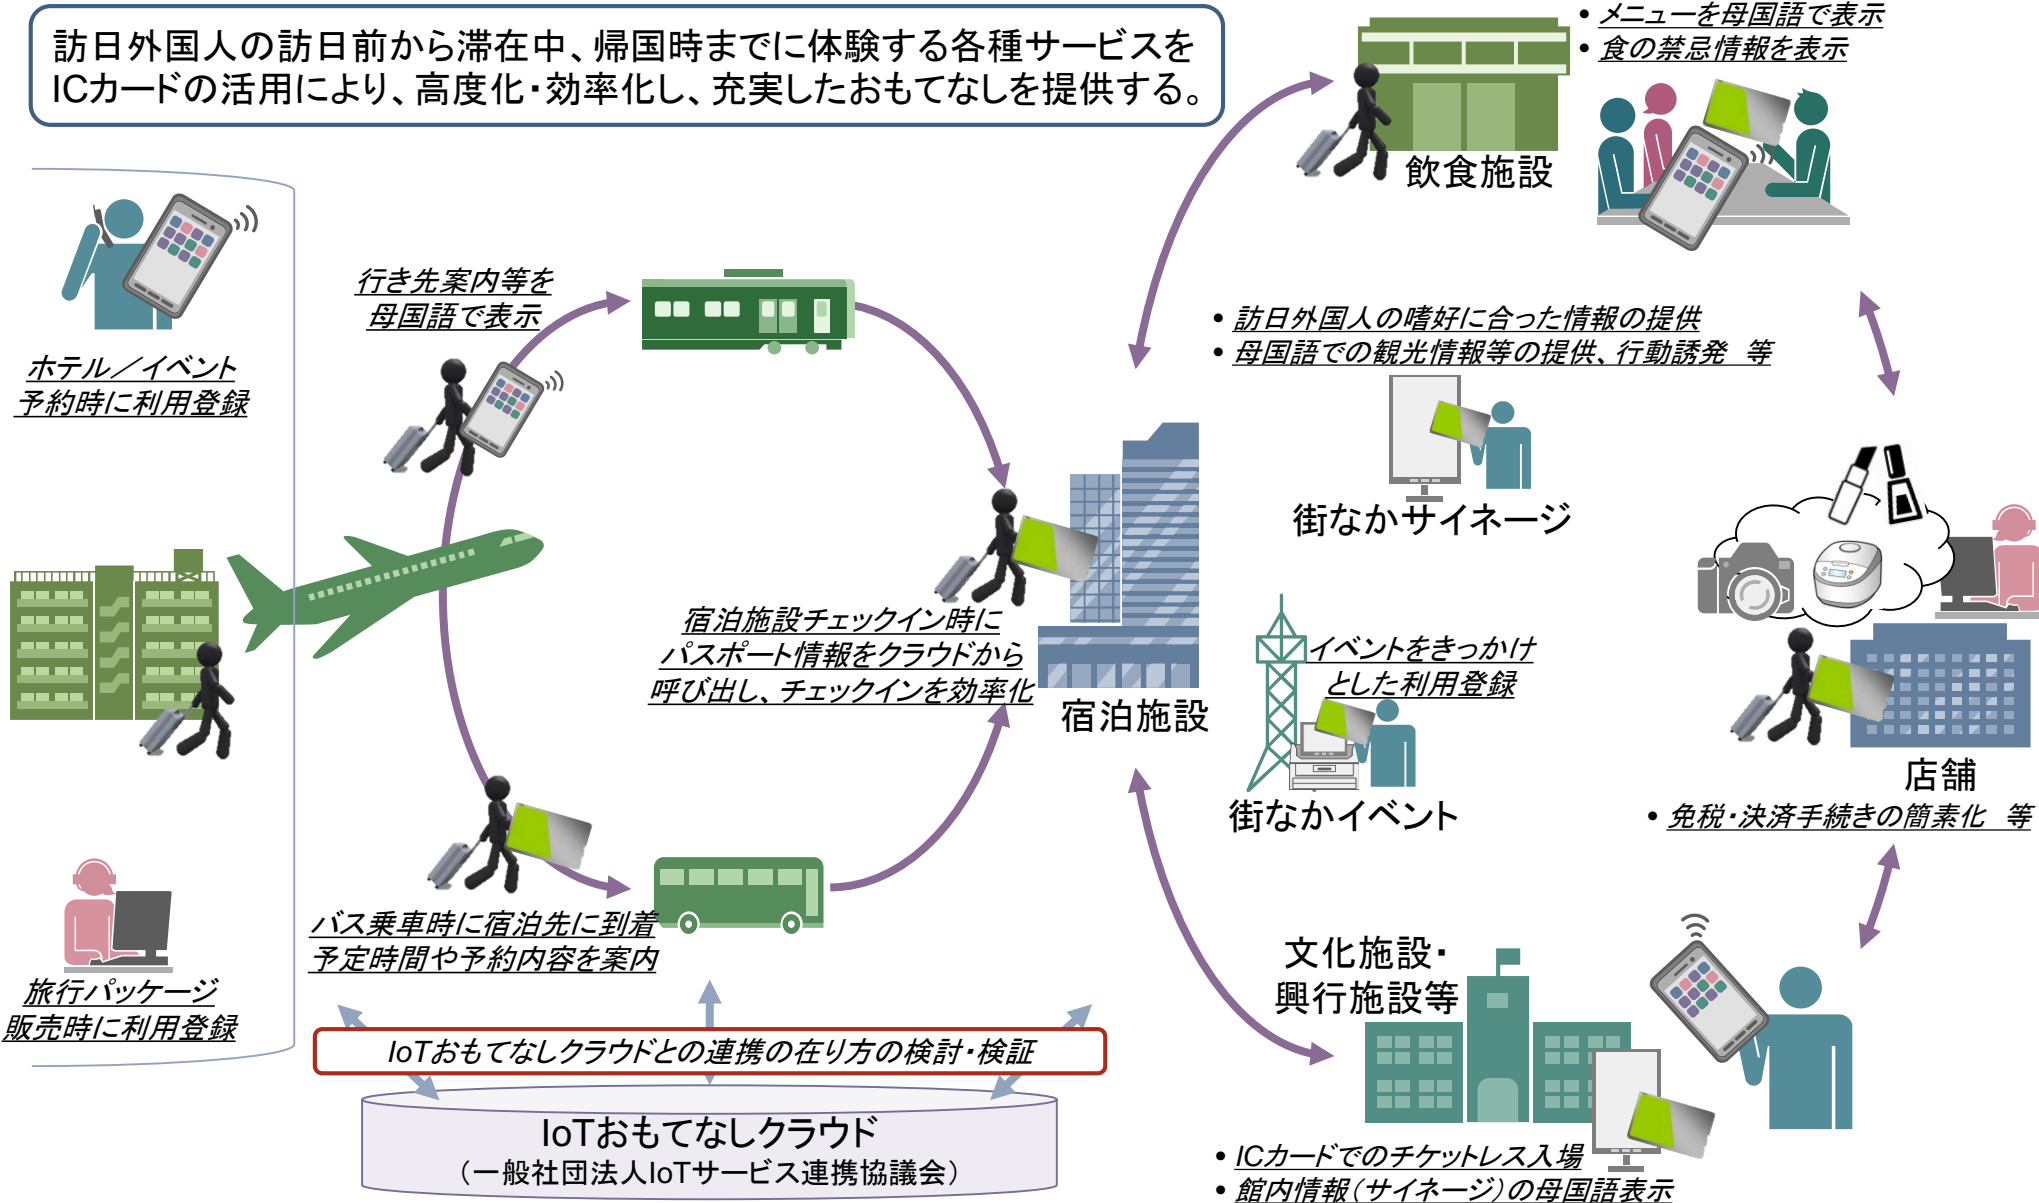 訪日外国人の訪日前から滞在中、帰国時までに体験する各種サービスを
ICカードの活用により、高度化・効率化し、充実したおもてなしを提供する。
• メニューを母国語で表示
• 食の禁忌情報を表示
飲食施設
行き先案内等を
母国語で表示
ホテル／イベント
予約時に利用登録
• 訪日外国人の嗜好に合った情報の提供
• 母国語での観光情報等の提供、行動誘発　等
街なかサイネージ
宿泊施設チェックイン時に
パスポート情報をクラウドから
呼び出し、チェックインを効率化
宿泊施設
イベントをきっかけ
とした利用登録
街なかイベント
店舗
• 免税・決済手続きの簡素化　等
バス乗車時に宿泊先に到着
予定時間や予約内容を案内
文化施設・
興行施設等
旅行パッケージ
販売時に利用登録
IoTおもてなしクラウドとの連携の在り方の検討・検証
IoTおもてなしクラウド
（一般社団法人IoTサービス連携協議会）
• ICカードでのチケットレス入場
• 館内情報（サイネージ）の母国語表示